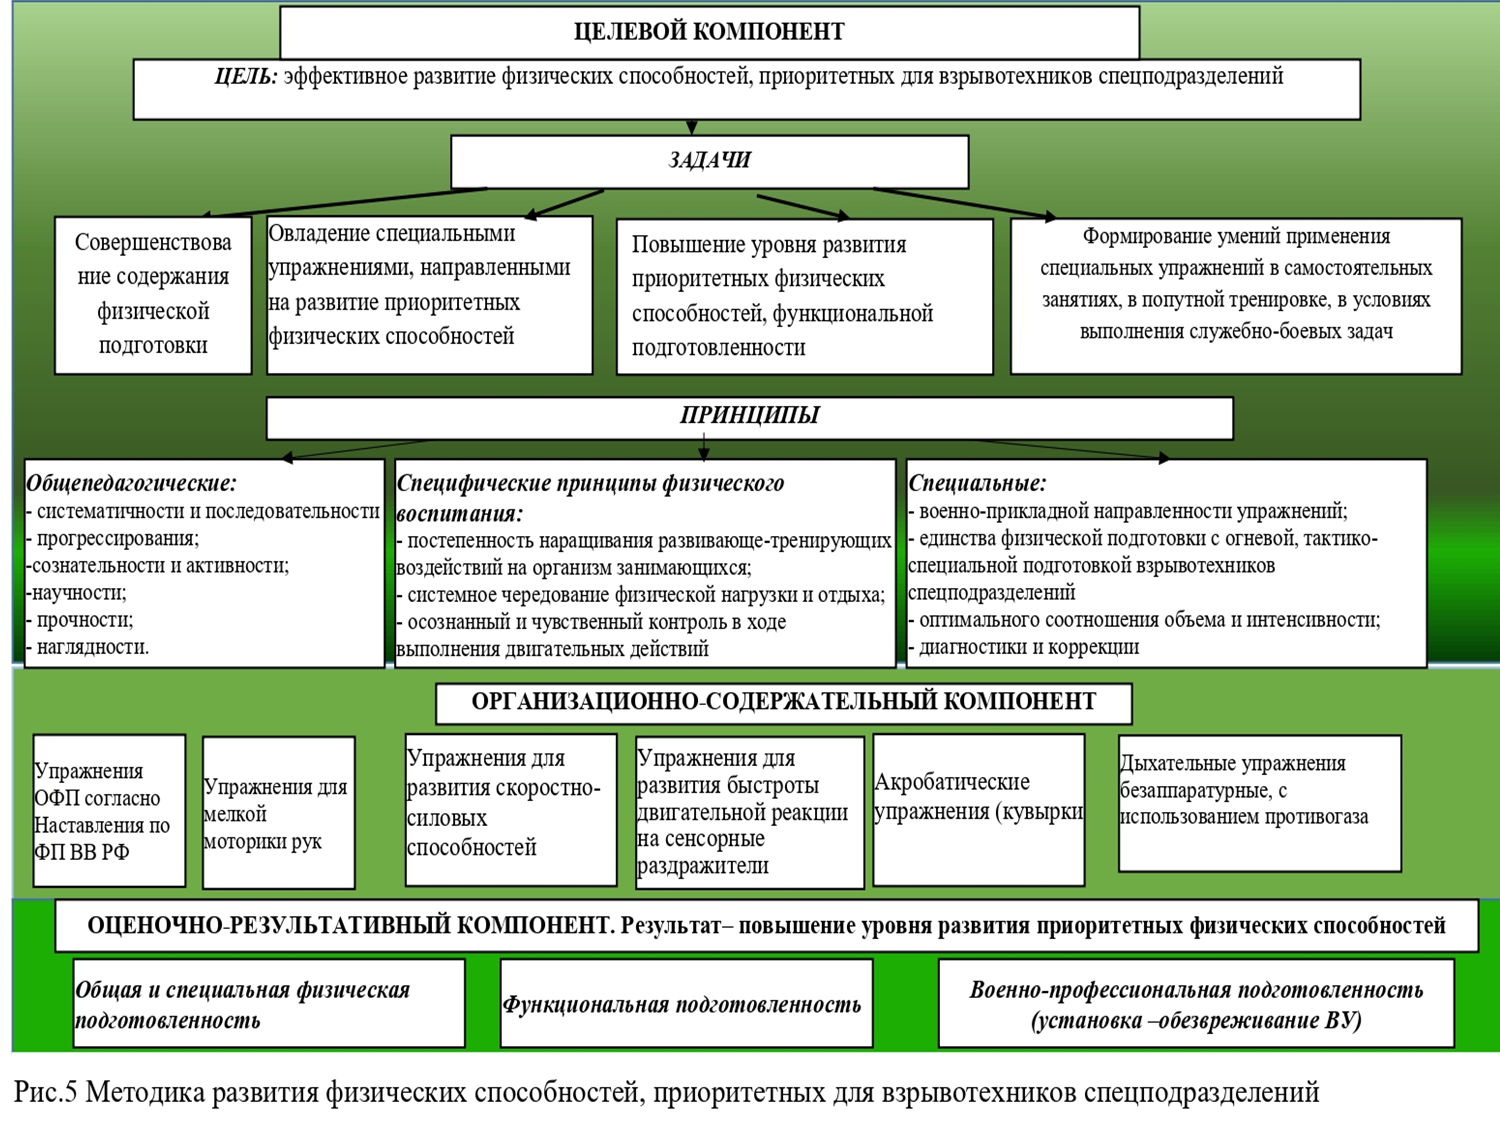 ЦЕЛЕВОЙ КОМПОНЕНТ
ЦЕЛЬ: эффективное развитие физических способностей, приоритетных для взрывотехников спецподразделений
ЗАДАЧИ
Совершенствова
ние содержания
физической
подготовки
Овладение специальными
упражнениями, направленными
на развитие приоритетных
физических способностей
Повышение уровня развития
приоритетных физических
способностей, функциональной
подготовленности
Формирование умений применения
специальных упражнений в самостоятельных
занятиях, в попутной тренировке, в условиях
выполнения служебно-боевых задач
ПРИНЦИПЫ
Общепедагогические:
- систематичности и последовательности
- прогрессирования;
-сознательности и активности;
-научности;
- прочности;
- наглядности.
Специфические принципы физического
воспитания:
- постепенность наращивания развивающе-тренирующих
воздействий на организм занимающихся;
- системное чередование физической нагрузки и отдыха;
- осознанный и чувственный контроль в ходе
выполнения двигательных действий
Специальные:
- военно-прикладной направленности упражнений;
- единства физической подготовки с огневой, тактико-
специальной подготовкой взрывотехников
спецподразделений
- оптимального соотношения объема и интенсивности;
- диагностики и коррекции
ОРГАНИЗАЦИОННО-СОДЕРЖАТЕЛЬНЫЙ КОМПОНЕНТ
Упражнения
ОФП согласно
Наставления по
ФП ВВ РФ
Упражнения для
мелкой
моторики рук
Упражнения для
развития скоростно-
силовых
способностей
Упражнения для
развития быстроты
двигательной реакции
на сенсорные
раздражители
Акробатические
упражнения (кувырки
Дыхательные упражнения
безаппаратурные, с
использованием противогаза
ОЦЕНОЧНО-РЕЗУЛЬТАТИВНЫЙ КОМПОНЕНТ. Результат– повышение уровня развития приоритетных физических способностей
Общая и специальная физическая
подготовленность
Функциональная подготовленность
Военно-профессиональная подготовленность
(установка –обезвреживание ВУ)
Рис.5 Методика развития физических способностей, приоритетных для взрывотехников спецподразделений